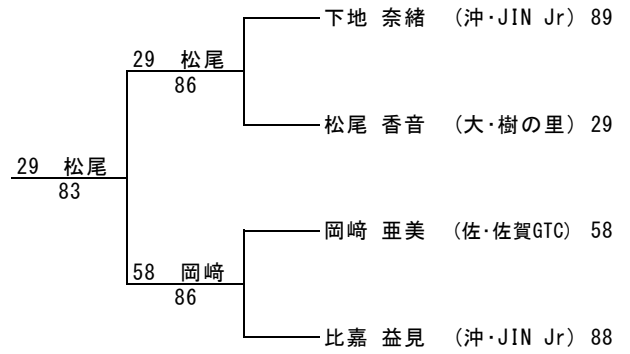 下地 奈緒 (沖・JIN Jr) 89
29 松尾
86
松尾 香音 (大・樹の里) 29
29 松尾
83
岡﨑 亜美 (佐・佐賀GTC) 58
58 岡﨑
86
比嘉 益見 (沖・JIN Jr) 88